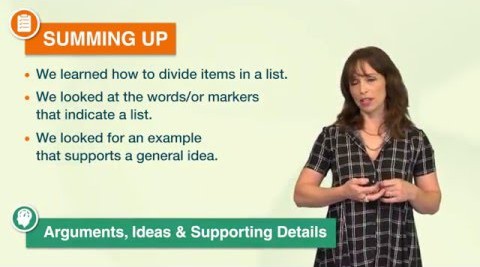 SUMMING UP
• We learned how to divide items in a list.
• We looked at the words/or markers
that indicate a list.
• We looked for an example
that supports a general idea.
Arguments, Ideas & Supporting Details